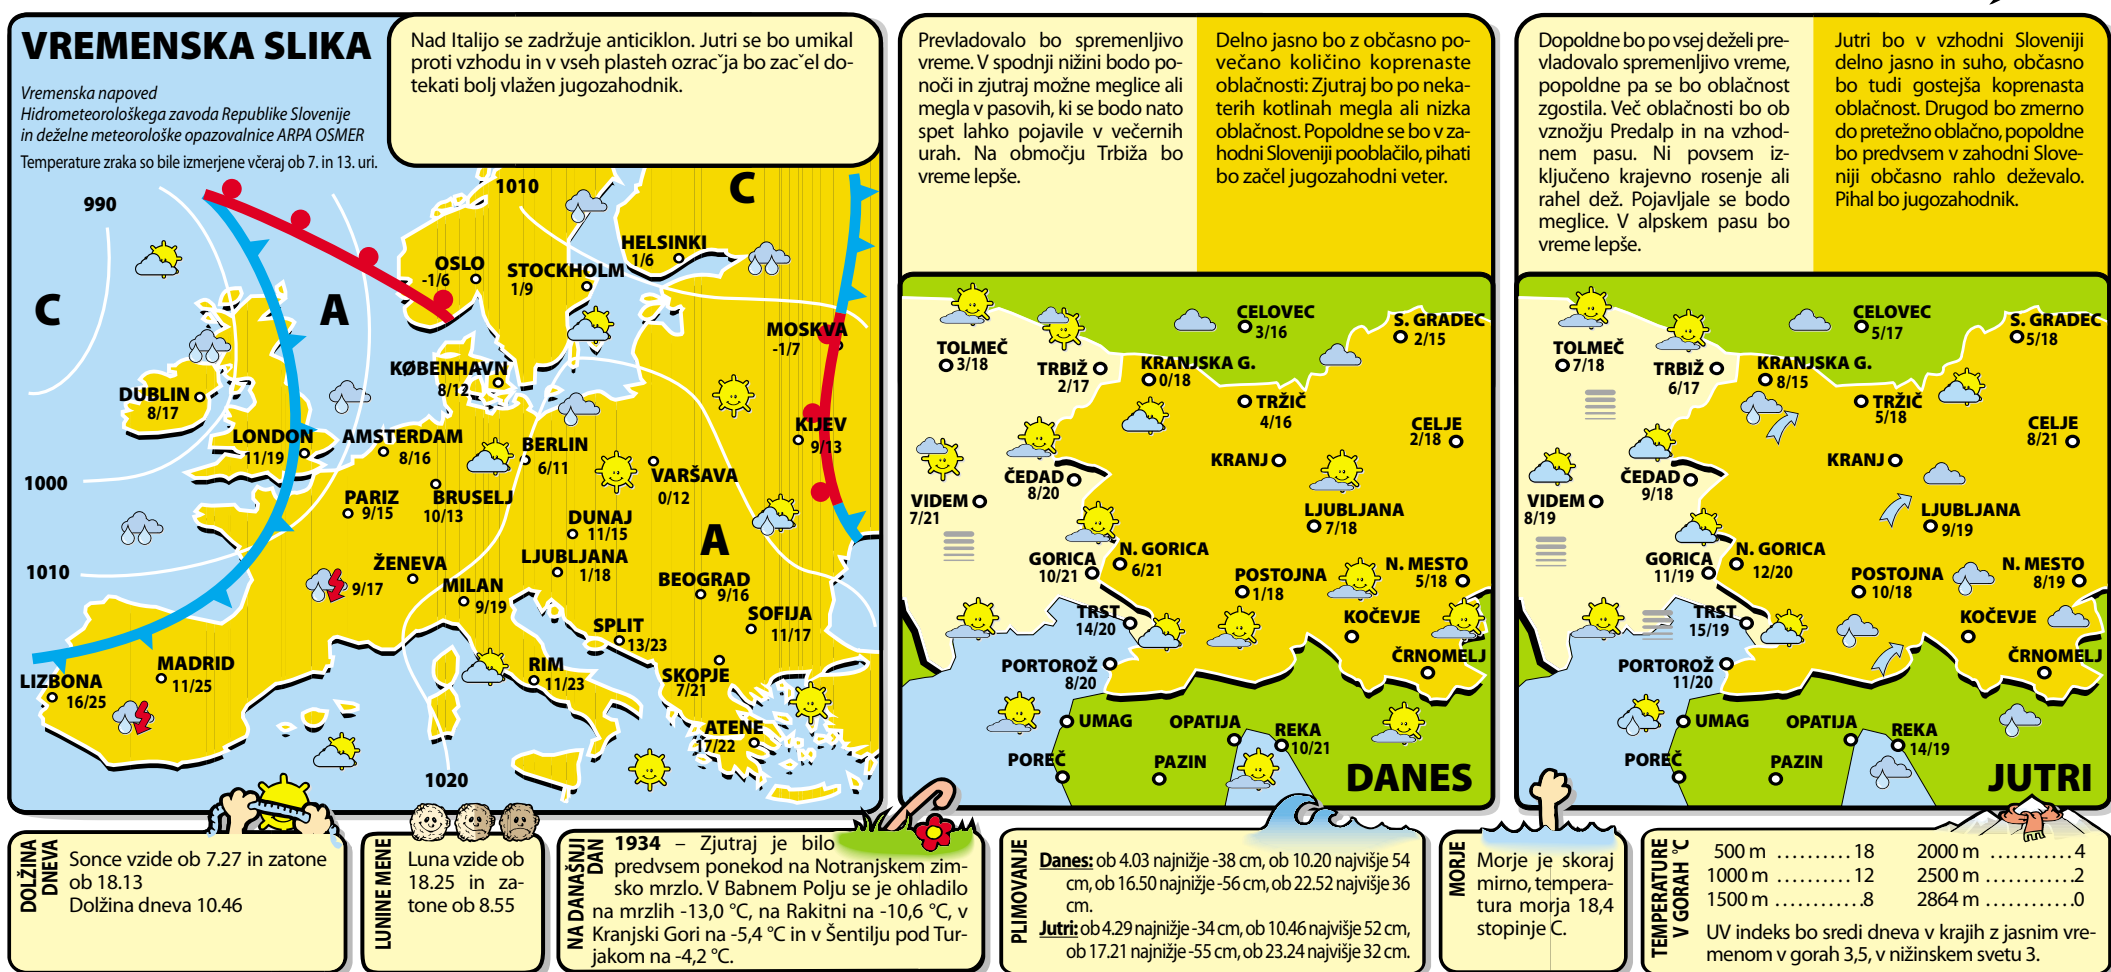 VREMENSKA SLIKA
Vremenska napoved
Hidrometeorološkega zavoda Republike Slovenije
in deželne meteorološke opazovalnice ARPA OSMER
Temperature zraka so bile izmerjene včeraj ob 7. in 13. uri.
Nad Italijo se zadržuje anticiklon. Jutri se bo umikal
proti vzhodu in v vseh plasteh ozracˇja bo zacˇel do-
tekati bolj vlažen jugozahodnik.
990
1010
C
HELSINKI
1/6
OSLO
-1/6
STOCKHOLM
1/9
C
A
MOSKVA
-1/7
KØBENHAVN
8/12
DUBLIN
8/17
LONDON
11/19
AMSTERDAM
8/16
BERLIN
6/11
KIJEV
9/13
VARŠAVA
0/12
1000
PARIZ
9/15
BRUSELJ
10/13
DUNAJ
11/15
A
1010
ŽENEVA
9/17
LJUBLJANA
1/18
MILAN
9/19
BEOGRAD
9/16
SOFIJA
11/17
SPLIT
13/23
MADRID
11/25
LIZBONA
16/25
RIM
11/23
SKOPJE
7/21
ATENE
17/22
1020
Prevladovalo bo spremenljivo
vreme. V spodnji nižini bodo po-
noči in zjutraj možne meglice ali
megla v pasovih, ki se bodo nato
spet lahko pojavile v večernih
urah. Na območju Trbiža bo
vreme lepše.
Delno jasno bo z občasno po-
večano količino koprenaste
oblačnosti: Zjutraj bo po neka-
terih kotlinah megla ali nizka
oblačnost. Popoldne se bo v za-
hodni Sloveniji pooblačilo, pihati
bo začel jugozahodni veter.
CELOVEC
3/16
S. GRADEC
2/15
TOLMEČ
3/18
TRBIŽ
2/17
KRANJSKA G.
0/18
TRŽIČ
4/16
CELJE
2/18
KRANJ
ČEDAD
8/20
VIDEM
7/21
LJUBLJANA
7/18
GORICA
10/21
N. GORICA
6/21
POSTOJNA
1/18
N. MESTO
5/18
TRST
14/20
KOČEVJE
PORTOROŽ
8/20
ČRNOMELJ
UMAG
OPATIJA
REKA
10/21
POREČ
PAZIN
DANES
Dopoldne bo po vsej deželi pre-
vladovalo spremenljivo vreme,
popoldne pa se bo oblačnost
zgostila. Več oblačnosti bo ob
vznožju Predalp in na vzhod-
nem pasu. Ni povsem iz-
ključeno krajevno rosenje ali
rahel dež. Pojavljale se bodo
meglice. V alpskem pasu bo
vreme lepše.
Jutri bo v vzhodni Sloveniji
delno jasno in suho, občasno
bo tudi gostejša koprenasta
oblačnost. Drugod bo zmerno
do pretežno oblačno, popoldne
bo predvsem v zahodni Slove-
niji občasno rahlo deževalo.
Pihal bo jugozahodnik.
CELOVEC
5/17
S. GRADEC
5/18
TOLMEČ
7/18
TRBIŽ
6/17
KRANJSKA G.
8/15
TRŽIČ
5/18
CELJE
8/21
KRANJ
ČEDAD
9/18
VIDEM
8/19
LJUBLJANA
9/19
GORICA
11/19
N. GORICA
12/20
POSTOJNA
10/18
N. MESTO
8/19
TRST
15/19
KOČEVJE
PORTOROŽ
11/20
ČRNOMELJ
UMAG
OPATIJA
REKA
14/19
POREČ
PAZIN
JUTRI
DOLŽINA
DNEVA
Sonce vzide ob 7.27 in zatone
ob 18.13
Dolžina dneva 10.46
LUNINE MENE
Luna vzide ob
18.25 in za-
tone ob 8.55
NA DANAŠNJI
DAN
1934 – Zjutraj je bilo
predvsem ponekod na Notranjskem zim-
sko mrzlo. V Babnem Polju se je ohladilo
na mrzlih -13,0 °C, na Rakitni na -10,6 °C, v
Kranjski Gori na -5,4 °C in v Šentilju pod Tur-
jakom na -4,2 °C.
PLIMOVANJE
Danes: ob 4.03 najnižje -38 cm, ob 10.20 najvišje 54
cm, ob 16.50 najnižje -56 cm, ob 22.52 najvišje 36
cm.
Jutri: ob 4.29 najnižje -34 cm, ob 10.46 najvišje 52 cm,
ob 17.21 najnižje -55 cm, ob 23.24 najvišje 32 cm.
MORJE
Morje je skoraj
mirno, tempera-
tura morja 18,4
stopinje C.
TEMPERATURE
V GORAH °C
500 m .......... 18
1000 m .......... 12
1500 m ..........8
2000 m ...........4
2500 m ...........2
2864 m ...........0
UV indeks bo sredi dneva v krajih z jasnim vre-
menom v gorah 3,5, v nižinskem svetu 3.